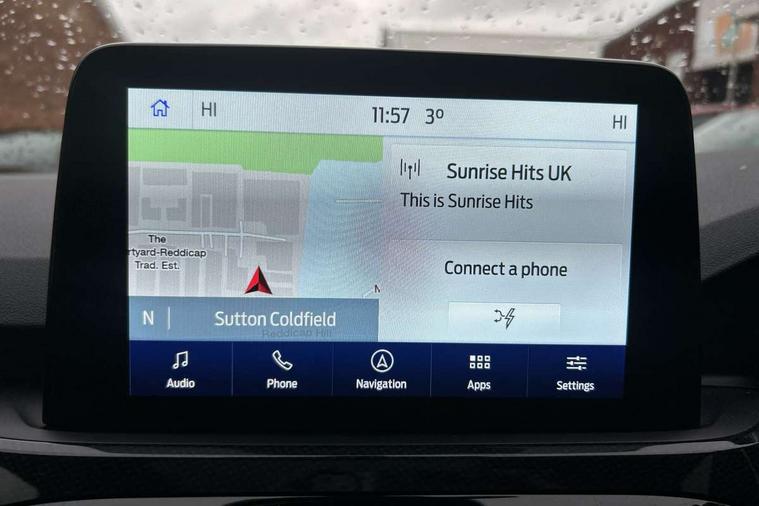 HI
11:57 3º
HI
Sunrise Hits UK
This is Sunrise Hits
The
rtyard-Reddicap
Trad. Est.
Connect a phone
N
N
Sutton Coldfield
Reddicap Hill
Audio
Phone
Navigation
Apps
Settings